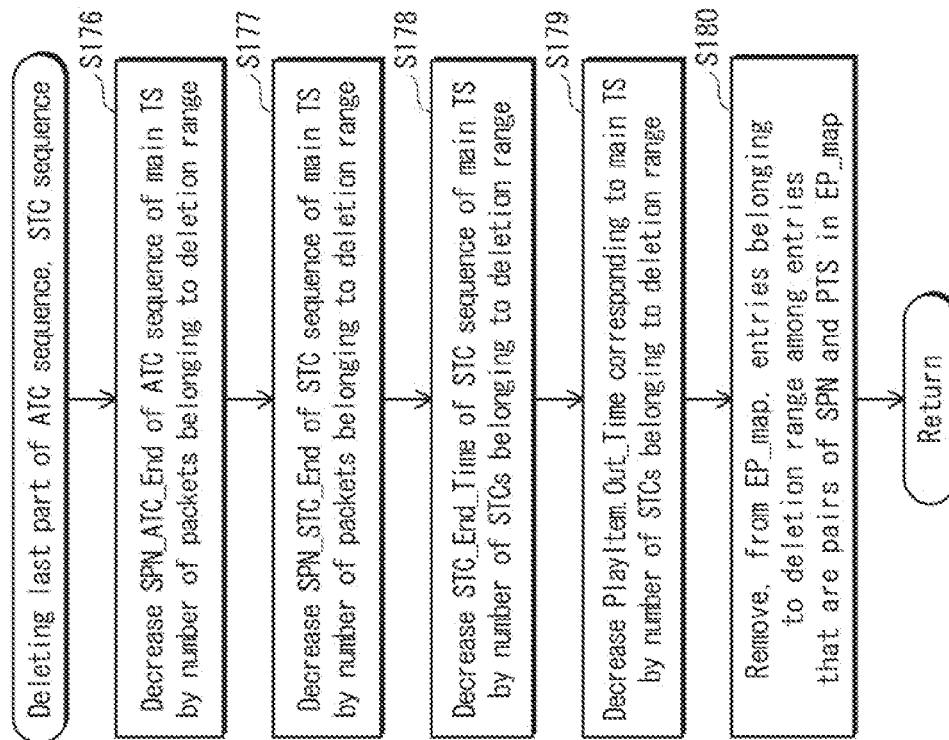 Deleting last part of ATC sequence, STC sequence
S176
Decrease SPN_ATC_End of ATC sequence of main TS
by number of packets belonging to deletion range
S177
Decrease SPN_STC_End of STC sequence of main TS
by number of packets belonging to deletion range
S178
Decrease STC_End_Time of STC sequence of main TS
by number of STCs belonging to deletion range
S179
Decrease PlayItem.Out_Time corresponding to main TS
by number of STCs belonging to deletion range
S180
Remove, from EP_map, entries belonging
to deletion range among entries
that are pairs of SPN and PTS in EP_map
Return